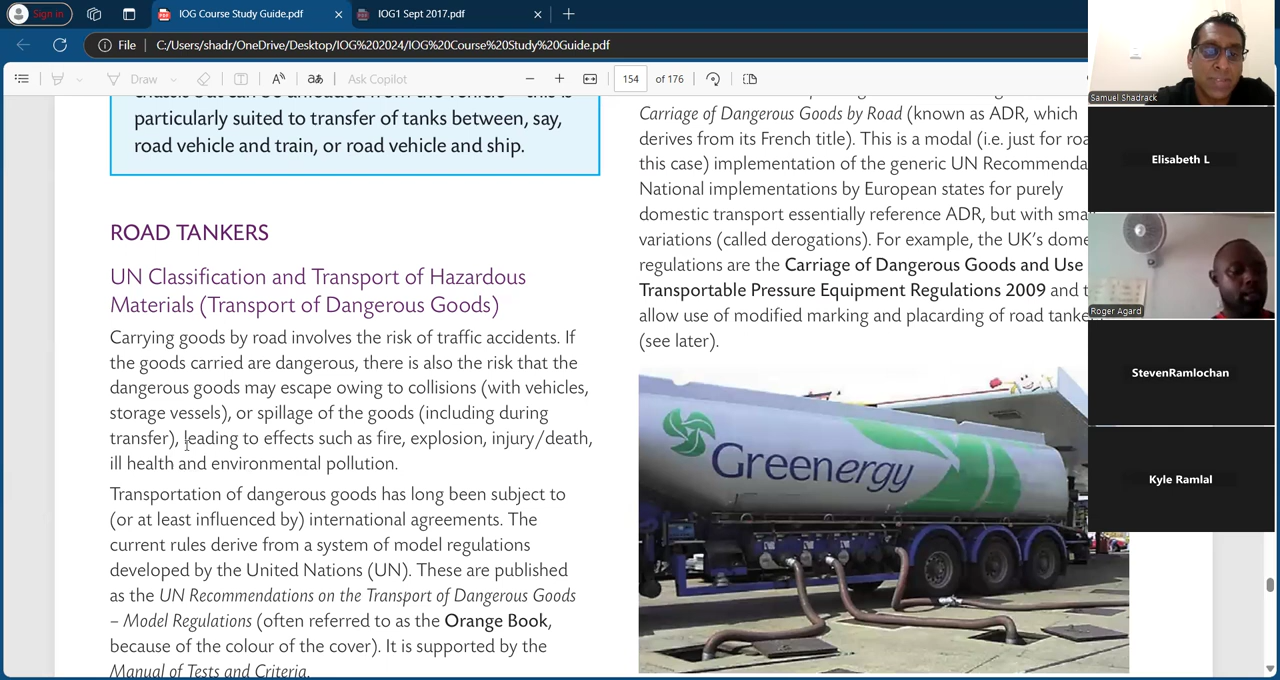 Sign in
IOG Course Study Guide.pdf
IOG1 Sept 2017.pdf
File
C:/Users/shadr/OneDrive/Desktop/IOG%202024/IOG%20Course%20Study%20Guide.pdf
Draw
Ask Copilot
154 of 176
particularly suited to transfer of tanks between, say,
road vehicle and train, or road vehicle and ship.
ROAD TANKERS
UN Classification and Transport of Hazardous
Materials (Transport of Dangerous Goods)
Carrying goods by road involves the risk of traffic accidents. If
the goods carried are dangerous, there is also the risk that the
dangerous goods may escape owing to collisions (with vehicles,
storage vessels), or spillage of the goods (including during
transfer), leading to effects such as fire, explosion, injury/death,
ill health and environmental pollution.
Transportation of dangerous goods has long been subject to
(or at least influenced by) international agreements. The
current rules derive from a system of model regulations
developed by the United Nations (UN). These are published
as the UN Recommendations on the Transport of Dangerous Goods
– Model Regulations (often referred to as the Orange Book,
because of the colour of the cover). It is supported by the
Manual of Tests and Criteria.
Carriage of Dangerous Goods by Road (known as ADR, which
derives from its French title). This is a modal (i.e. just for roa
this case) implementation of the generic UN Recommenda
National implementations by European states for purely
domestic transport essentially reference ADR, but with sma
variations (called derogations). For example, the UK's dome
regulations are the Carriage of Dangerous Goods and Use
Transportable Pressure Equipment Regulations 2009 and t
allow use of modified marking and placarding of road tanke
(see later).
Greenergy
Samuel Shadrack
Elisabeth L
Roger Agard
StevenRamlochan
Kyle Ramlal